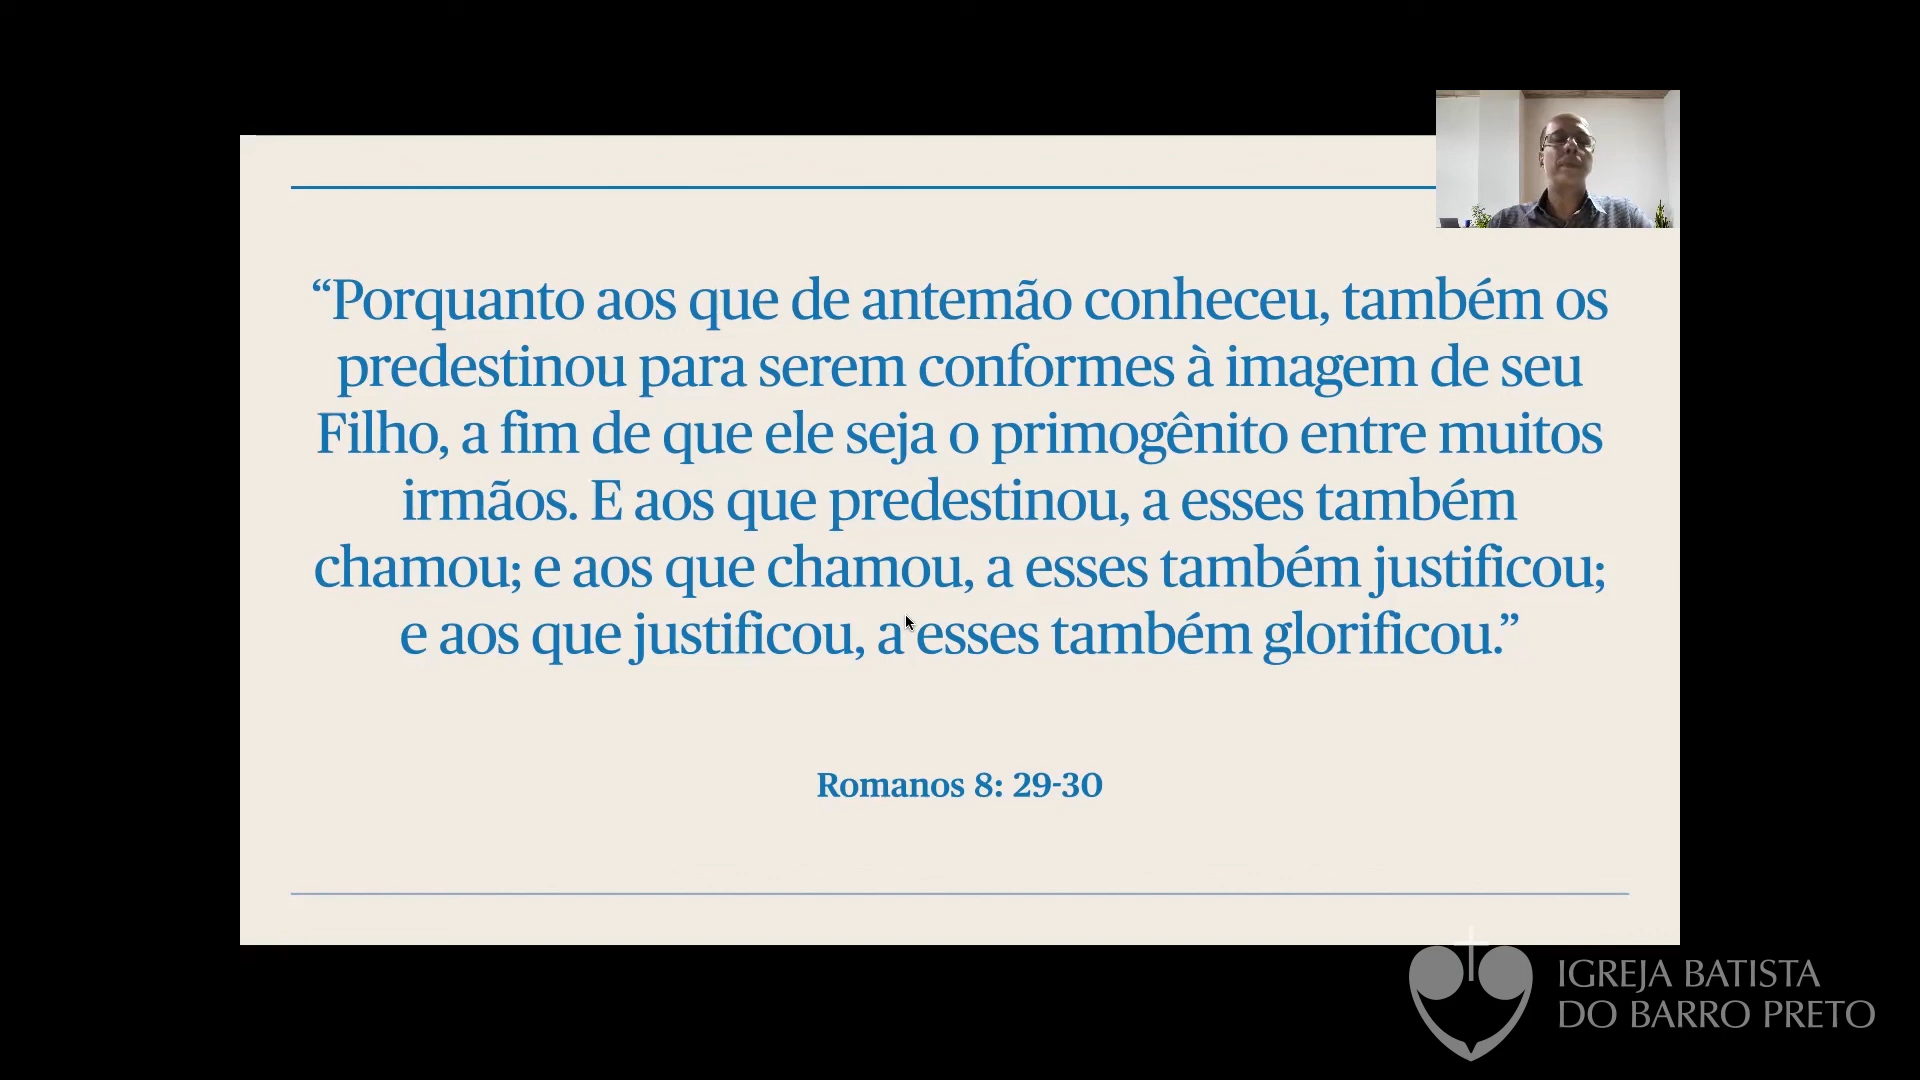 “Porquanto aos que de antemão conheceu, também os
predestinou para serem conformes à imagem de seu
Filho, a fim de que ele seja o primogênito entre muitos
irmãos. E aos que predestinou, a esses também
chamou; e aos que chamou, a esses também justificou;
e aos que justificou, a esses também glorificou.”
Romanos 8: 29-30
IGREJA BATISTA
DO BARRO PRETO